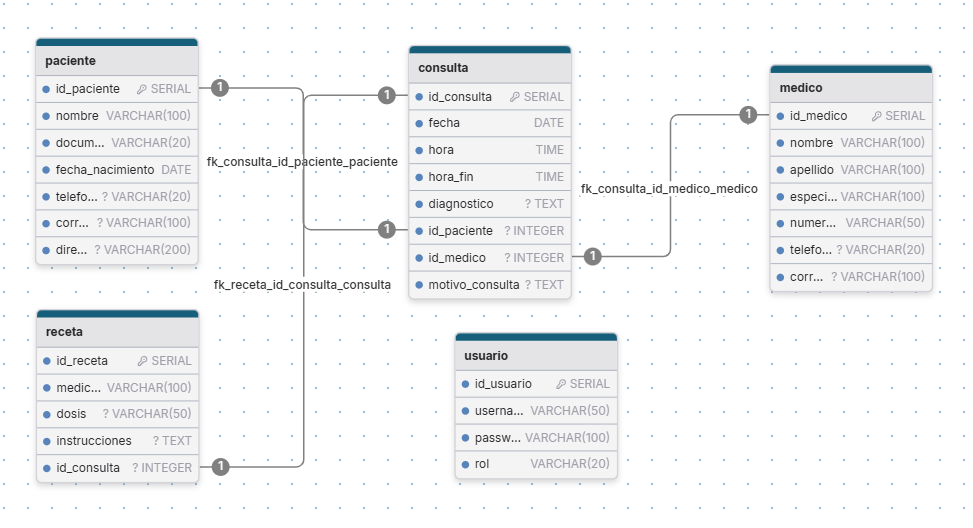 paciente
id_paciente SERIAL
nombre VARCHAR(100)
docum... VARCHAR(20)
fecha_nacimiento DATE
telefo... ? VARCHAR(20)
corr... ? VARCHAR(100)
dire... ? VARCHAR(200)
1
1
1
fk_consulta_id_paciente_paciente
consulta
id_consulta SERIAL
fecha DATE
hora TIME
hora_fin TIME
diagnostico ? TEXT
id_paciente ? INTEGER
id_medico ? INTEGER
motivo_consulta ? TEXT
1
1
fk_consulta_id_medico_medico
medico
id_medico SERIAL
nombre VARCHAR(100)
apellido VARCHAR(100)
especi... VARCHAR(100)
numer... VARCHAR(50)
telefo... ? VARCHAR(20)
corr... ? VARCHAR(100)
fk_receta_id_consulta_consulta
receta
id_receta SERIAL
medic... VARCHAR(100)
dosis ? VARCHAR(50)
instrucciones ? TEXT
id_consulta ? INTEGER
1
usuario
id_usuario SERIAL
userna... VARCHAR(50)
passw... VARCHAR(100)
rol VARCHAR(20)